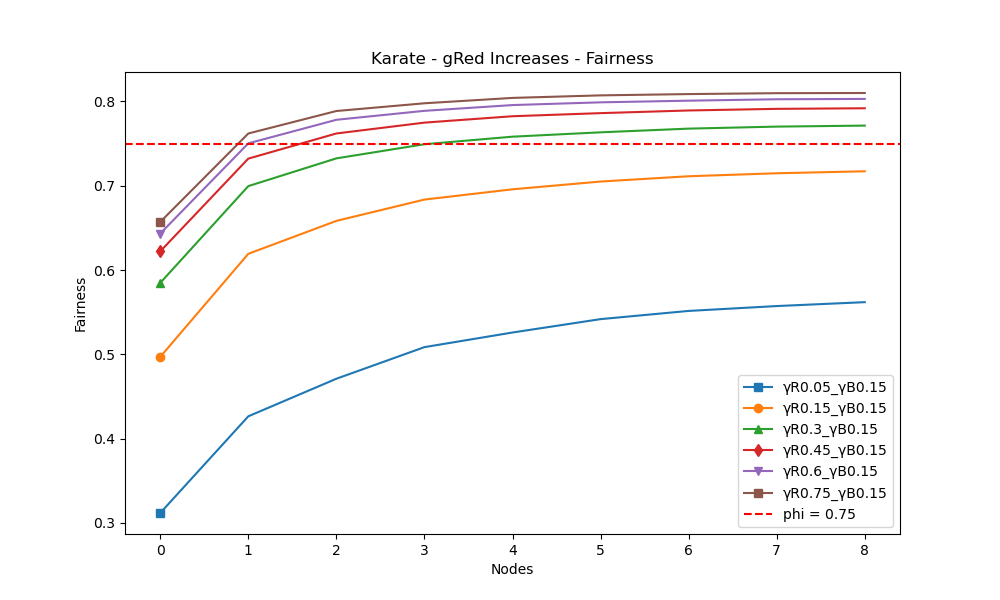 Karate - gRed Increases - Fairness
Fairness
0.8
0.7
0.6
0.5
0.4
0.3
0 1 2 3 4 5 6 7 8
Nodes
γR0.05_γB0.15
γR0.15_γB0.15
γR0.3_γB0.15
γR0.45_γB0.15
γR0.6_γB0.15
γR0.75_γB0.15
phi = 0.75